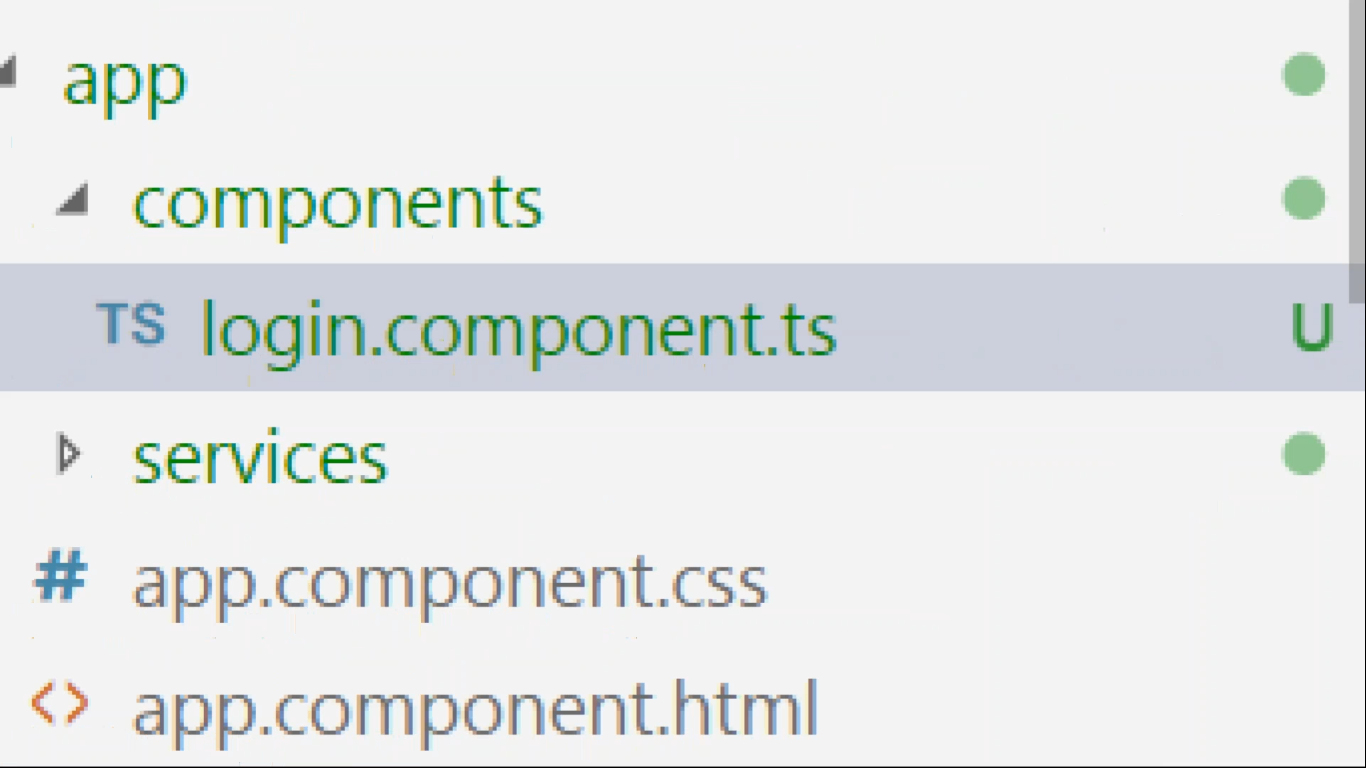 app
components
TS login.component.ts U
services
# app.component.css
<> app.component.html